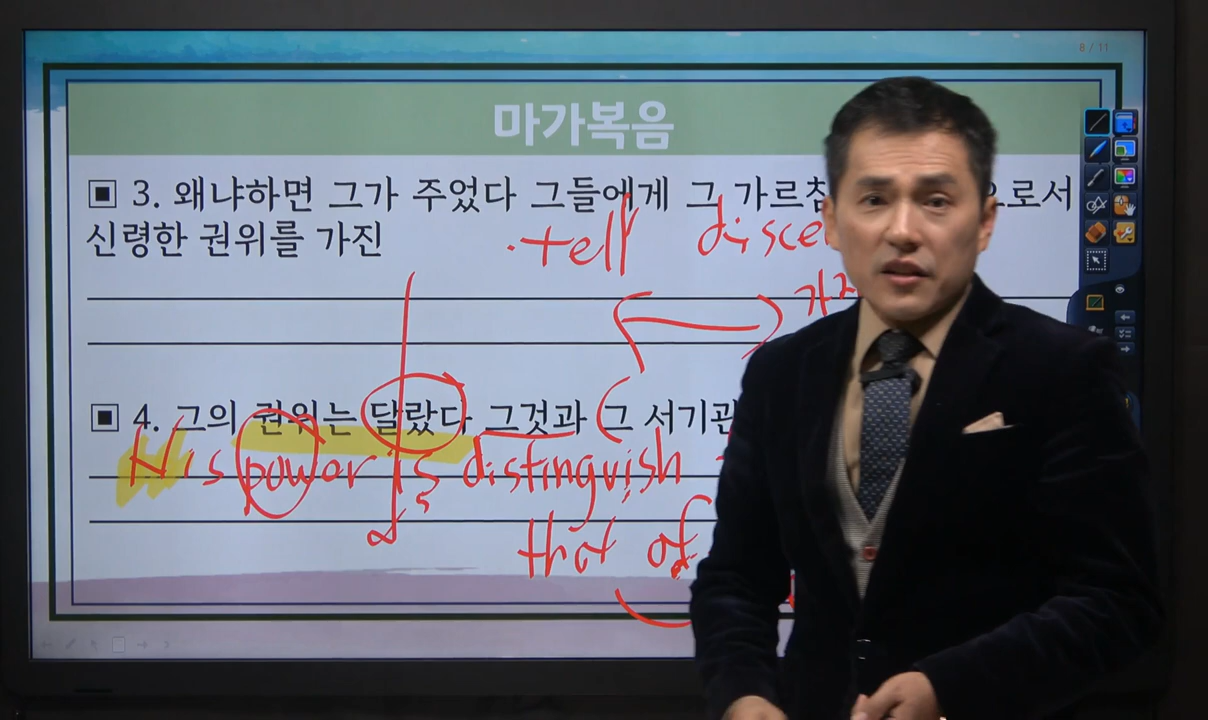 8 / 11
마가복음
▣ 3. 왜냐하면 그가 주었다 그들에게 그 가르침 으로서
신령한 권위를 가진
tell disce
▣ 4. 그의 권위는 달랐다 그것과 그 서기관
His power is distinguish
that of